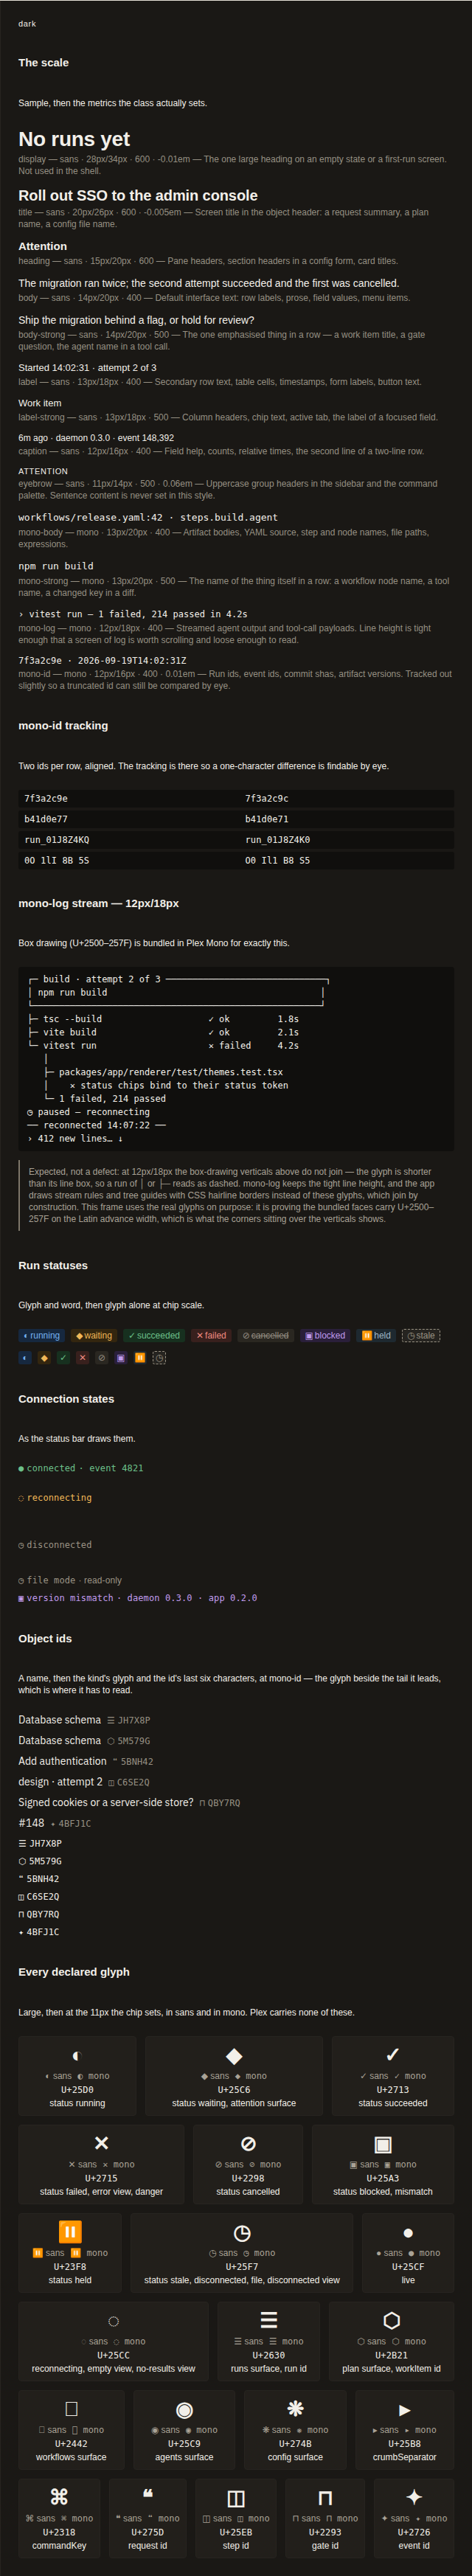 dark
The scale
Sample, then the metrics the class actually sets.
No runs yet
display — sans · 28px/34px · 600 · -0.01em — The one large heading on an empty state or a first-run screen.
Not used in the shell.
Roll out SSO to the admin console
title — sans · 20px/26px · 600 · -0.005em — Screen title in the object header: a request summary, a plan
name, a config file name.
Attention
heading — sans · 15px/20px · 600 — Pane headers, section headers in a config form, card titles.
The migration ran twice; the second attempt succeeded and the first was cancelled.
body — sans · 14px/20px · 400 — Default interface text: row labels, prose, field values, menu items.
Ship the migration behind a flag, or hold for review?
body-strong — sans · 14px/20px · 500 — The one emphasised thing in a row — a work item title, a gate
question, the agent name in a tool call.
Started 14:02:31 · attempt 2 of 3
label — sans · 13px/18px · 400 — Secondary row text, table cells, timestamps, form labels, button text.
Work item
label-strong — sans · 13px/18px · 500 — Column headers, chip text, active tab, the label of a focused field.
6m ago · daemon 0.3.0 · event 148,392
caption — sans · 12px/16px · 400 — Field help, counts, relative times, the second line of a two-line row.
ATTENTION
eyebrow — sans · 11px/14px · 500 · 0.06em — Uppercase group headers in the sidebar and the command
palette. Sentence content is never set in this style.
workflows/release.yaml:42 · steps.build.agent
mono-body — mono · 13px/20px · 400 — Artifact bodies, YAML source, step and node names, file paths,
expressions.
npm run build
mono-strong — mono · 13px/20px · 500 — The name of the thing itself in a row: a workflow node name, a tool
name, a changed key in a diff.
› vitest run — 1 failed, 214 passed in 4.2s
mono-log — mono · 12px/18px · 400 — Streamed agent output and tool-call payloads. Line height is tight
enough that a screen of log is worth scrolling and loose enough to read.
7f3a2c9e · 2026-09-19T14:02:31Z
mono-id — mono · 12px/16px · 400 · 0.01em — Run ids, event ids, commit shas, artifact versions. Tracked out
slightly so a truncated id can still be compared by eye.
mono-id tracking
Two ids per row, aligned. The tracking is there so a one-character difference is findable by eye.
7f3a2c9e 7f3a2c9c
b41d0e77 b41d0e71
run_01J8Z4KQ run_01J8Z4K0
0O 1lI 8B 5S O0 Il1 B8 S5
mono-log stream — 12px/18px
Box drawing (U+2500–257F) is bundled in Plex Mono for exactly this.
┌─ build · attempt 2 of 3 ──────────────────────────────┐
│ npm run build │
└──────────────────────────────────────────────────────┘
├─ tsc --build ✓ ok 1.8s
├─ vite build ✓ ok 2.1s
└─ vitest run ✕ failed 4.2s
│
├─ packages/app/renderer/test/themes.test.tsx
│ ✕ status chips bind to their status token
└─ 1 failed, 214 passed
◷ paused — reconnecting
── reconnected 14:07:22 ──
› 412 new lines… ↓
Expected, not a defect: at 12px/18px the box-drawing verticals above do not join — the glyph is shorter
than its line box, so a run of │ or ├─ reads as dashed. mono-log keeps the tight line height, and the app
draws stream rules and tree guides with CSS hairline borders instead of these glyphs, which join by
construction. This frame uses the real glyphs on purpose: it is proving the bundled faces carry U+2500–
257F on the Latin advance width, which is what the corners sitting over the verticals shows.
Run statuses
Glyph and word, then glyph alone at chip scale.
◐ running ◆ waiting ✓ succeeded ✕ failed ⊘ cancelled ▣ blocked ⏸ held ◷ stale
◐ ◆ ✓ ✕ ⊘ ▣ ⏸ ◷
Connection states
As the status bar draws them.
● connected · event 4821
◌ reconnecting
◷ disconnected
◷ file mode · read-only
▣ version mismatch · daemon 0.3.0 · app 0.2.0
Object ids
A name, then the kind's glyph and the id's last six characters, at mono-id — the glyph beside the tail it leads,
which is where it has to read.
Database schema ☰ JH7X8P
Database schema ⬡ 5M579G
Add authentication ❝ 5BNH42
design · attempt 2 ◫ C6SE2Q
Signed cookies or a server-side store? ⊓ QBY7RQ
#148 ✦ 4BFJ1C
☰ JH7X8P
⬡ 5M579G
❝ 5BNH42
◫ C6SE2Q
⊓ QBY7RQ
✦ 4BFJ1C
Every declared glyph
Large, then at the 11px the chip sets, in sans and in mono. Plex carries none of these.
◐ ◆ ✓
◐ sans ◐ mono ◆ sans ◆ mono ✓ sans ✓ mono
U+25D0 U+25C6 U+2713
status running status waiting, attention surface status succeeded
✕ ⊘ ▣
✕ sans ✕ mono ⊘ sans ⊘ mono ▣ sans ▣ mono
U+2715 U+2298 U+25A3
status failed, error view, danger status cancelled status blocked, mismatch
⏸ ◷ ●
⏸ sans ⏸ mono ◷ sans ◷ mono ● sans ● mono
U+23F8 U+25F7 U+25CF
status held status stale, disconnected, file, disconnected view live
◌ ☰ ⬡
◌ sans ◌ mono ☰ sans ☰ mono ⬡ sans ⬡ mono
U+25CC U+2630 U+2B21
reconnecting, empty view, no-results view runs surface, run id plan surface, workItem id
⑂ ◉ ❋ ▸
⑂ sans ⑂ mono ◉ sans ◉ mono ❋ sans ❋ mono ▸ sans ▸ mono
U+2442 U+25C9 U+274B U+25B8
workflows surface agents surface config surface crumbSeparator
⌘ ❝ ◫ ⊓ ✦
⌘ sans ⌘ mono ❝ sans ❝ mono ◫ sans ◫ mono ⊓ sans ⊓ mono ✦ sans ✦ mono
U+2318 U+275D U+25EB U+2293 U+2726
commandKey request id step id gate id event id